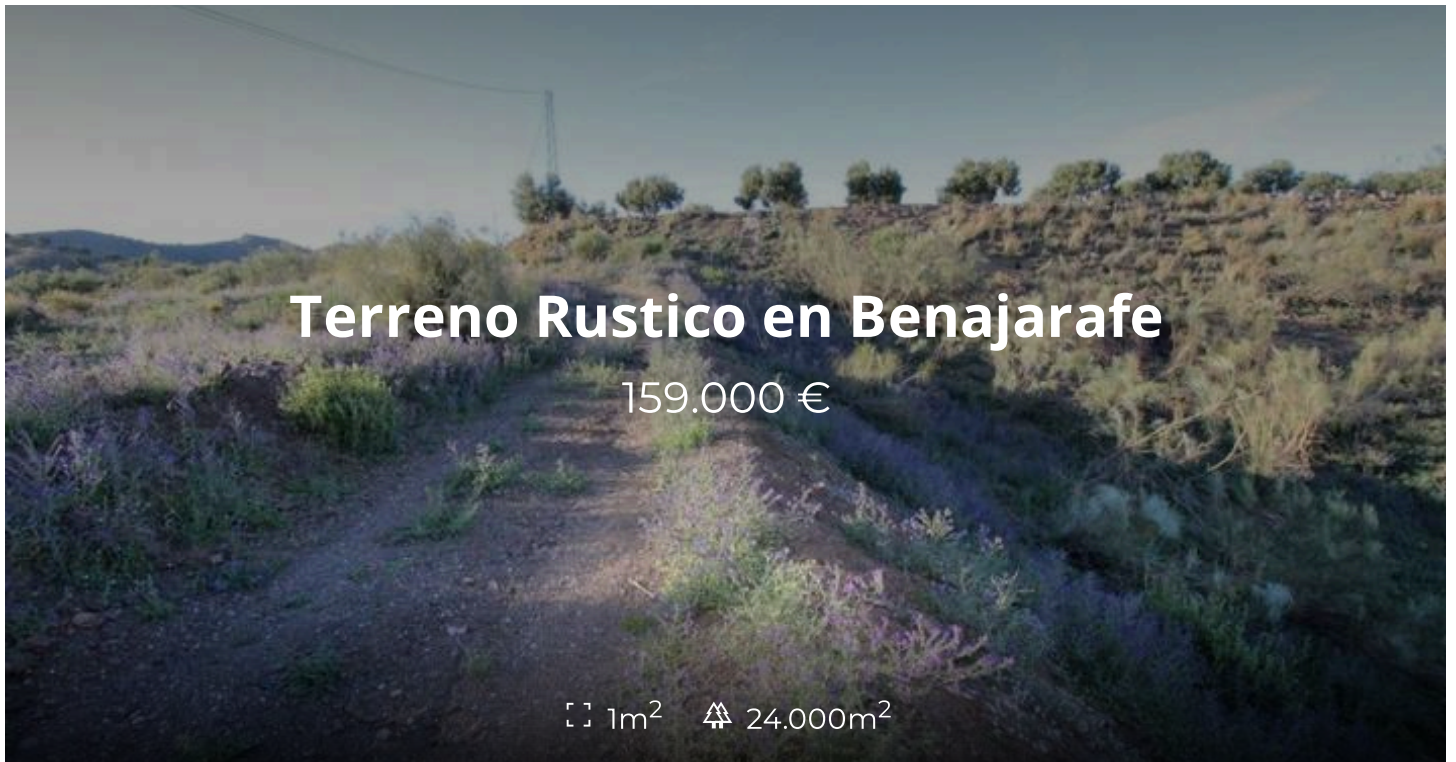 Terreno Rustico en Benajarafe
159.000 €
1m² 24.000m²